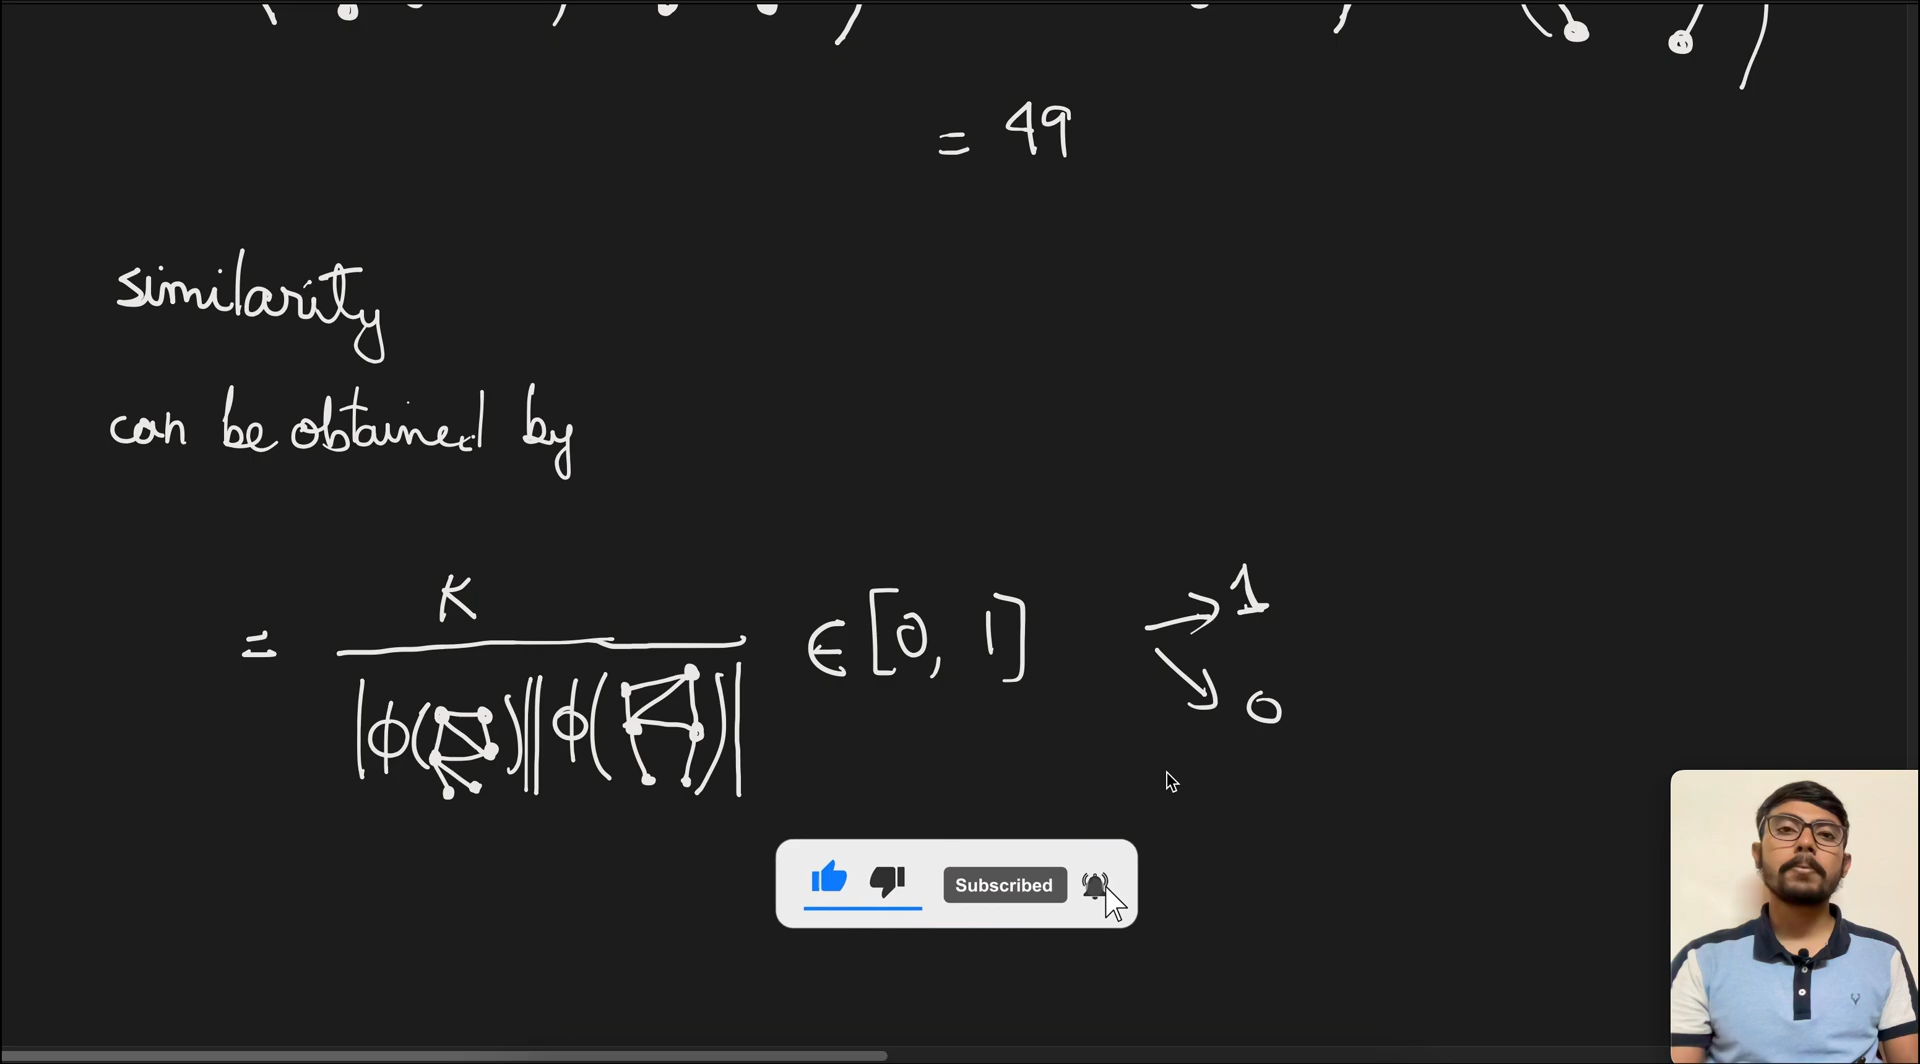 = 49
similarity
can be obtained by
= K / |ϕ( )||ϕ( )| ∈ [0, 1] → 1
→ 0
Subscribed